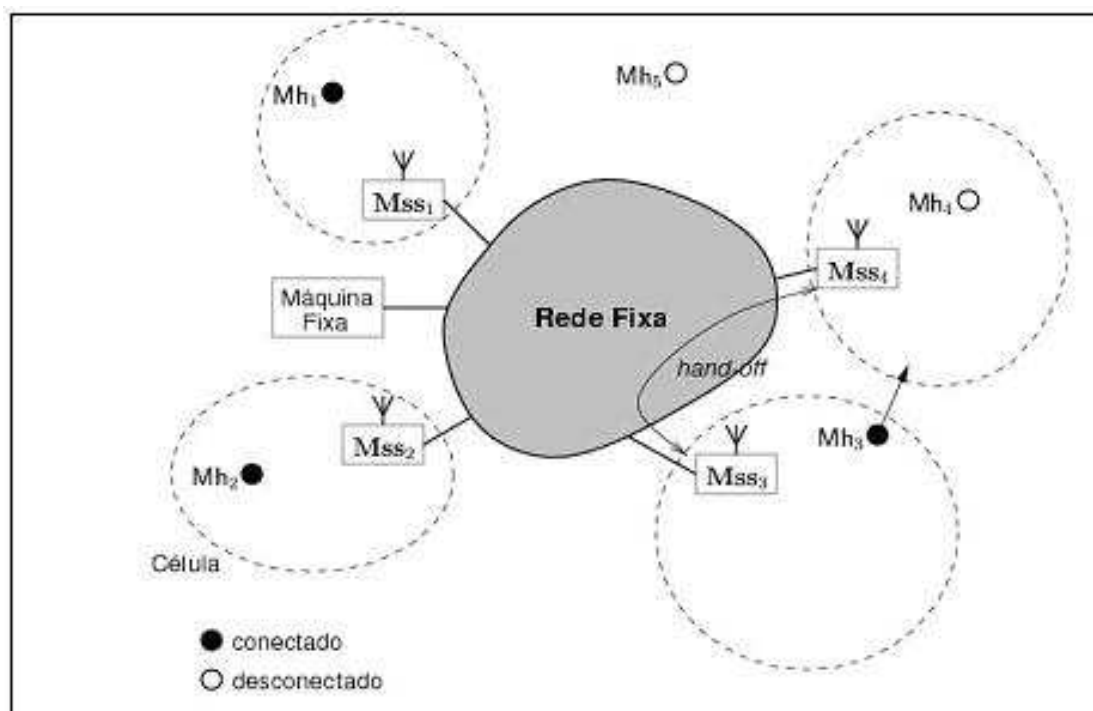 Mh₅
Mh₁
Mss₁
Mh₄
Mss₄
Máquina
Fixa
Rede Fixa
hand-off
Mss₂
Mh₃
Mss₃
Mh₂
Célula
conectado
desconectado